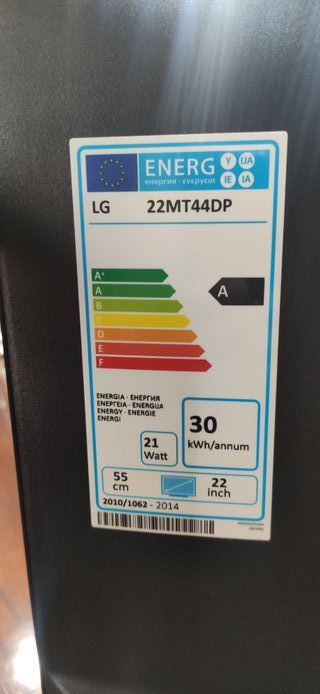 ENERG Y IJA
енергия · ενεργεια IE IA
LG 22MT44DP
A+
A
B
C
D
E
F
A
ENERGIA · ЕНЕРГИЯ
ΕΝΕΡΓΕΙΑ · ENERGIJA
ENERGY · ENERGIE
ENERGI
21
Watt
30
kWh/annum
55
cm
22
inch
2010/1062 - 2014